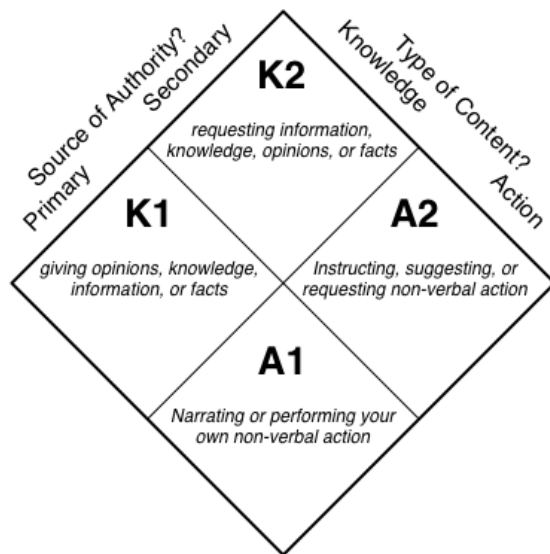 Source of Authority?
Secondary
Primary
Type of Content?
Knowledge
Action
K2
requesting information,
knowledge, opinions, or facts
K1
giving opinions, knowledge,
information, or facts
A2
Instructing, suggesting, or
requesting non-verbal action
A1
Narrating or performing your
own non-verbal action